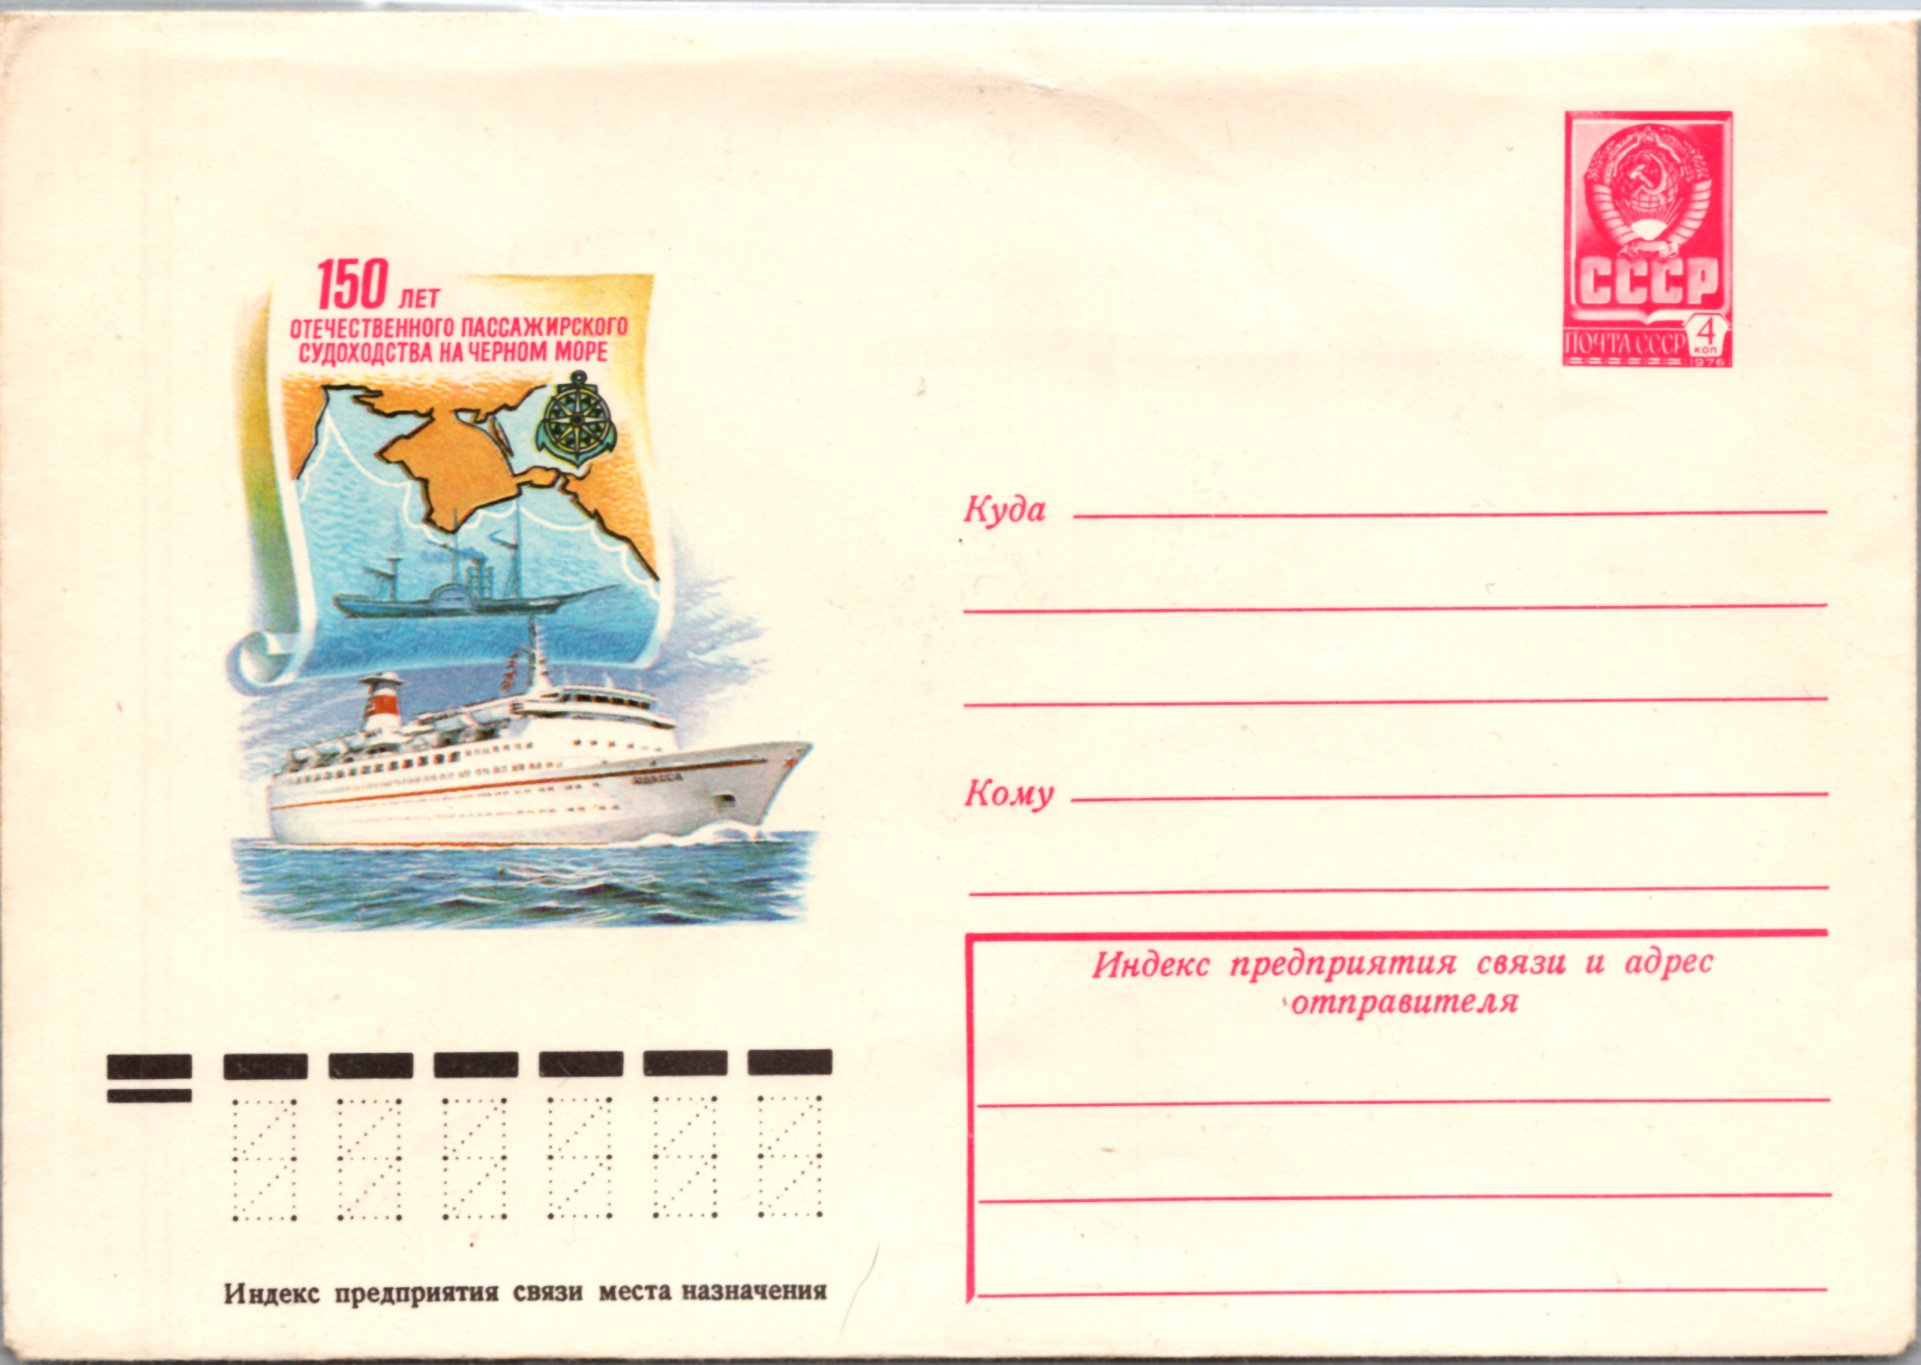 150 ЛЕТ
ОТЕЧЕСТВЕННОГО ПАССАЖИРСКОГО
СУДОХОДСТВА НА ЧЕРНОМ МОРЕ
СССР
ПОЧТА СССР 4
КОП
1976
Куда
Кому
Индекс предприятия связи и адрес
отправителя
Индекс предприятия связи места назначения